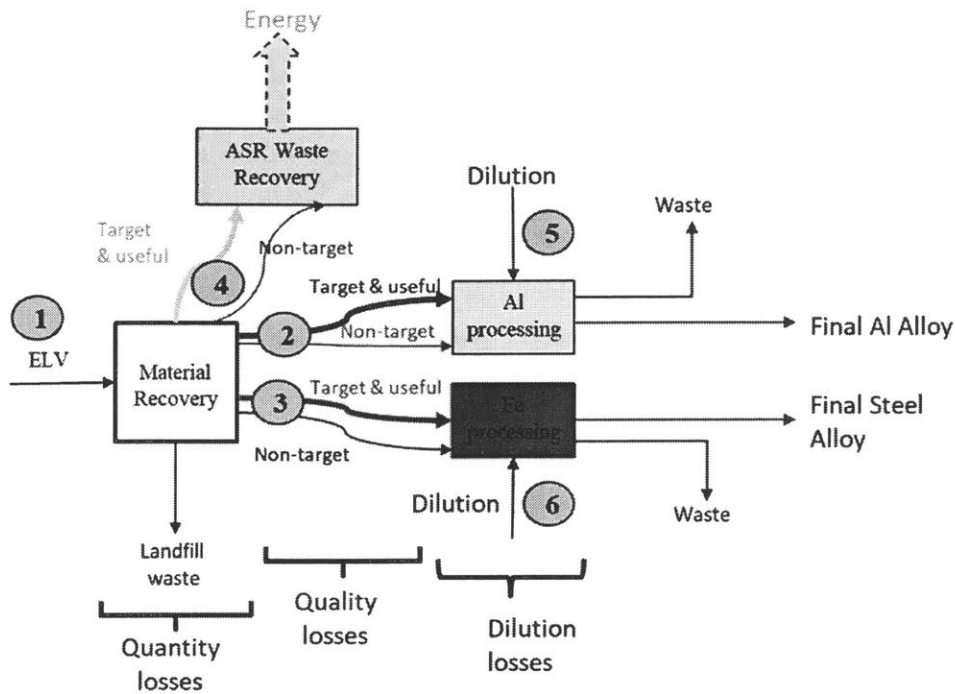 Energy
ASR Waste
Recovery
Target
& useful
Non-target
4
Dilution
5
Waste
1
ELV
Material
Recovery
2
Target & useful
Non-target
Al
processing
Final Al Alloy
3
Target & useful
Non-target
Fe
processing
Final Steel
Alloy
Dilution
6
Waste
Landfill
waste
Quantity
losses
Quality
losses
Dilution
losses